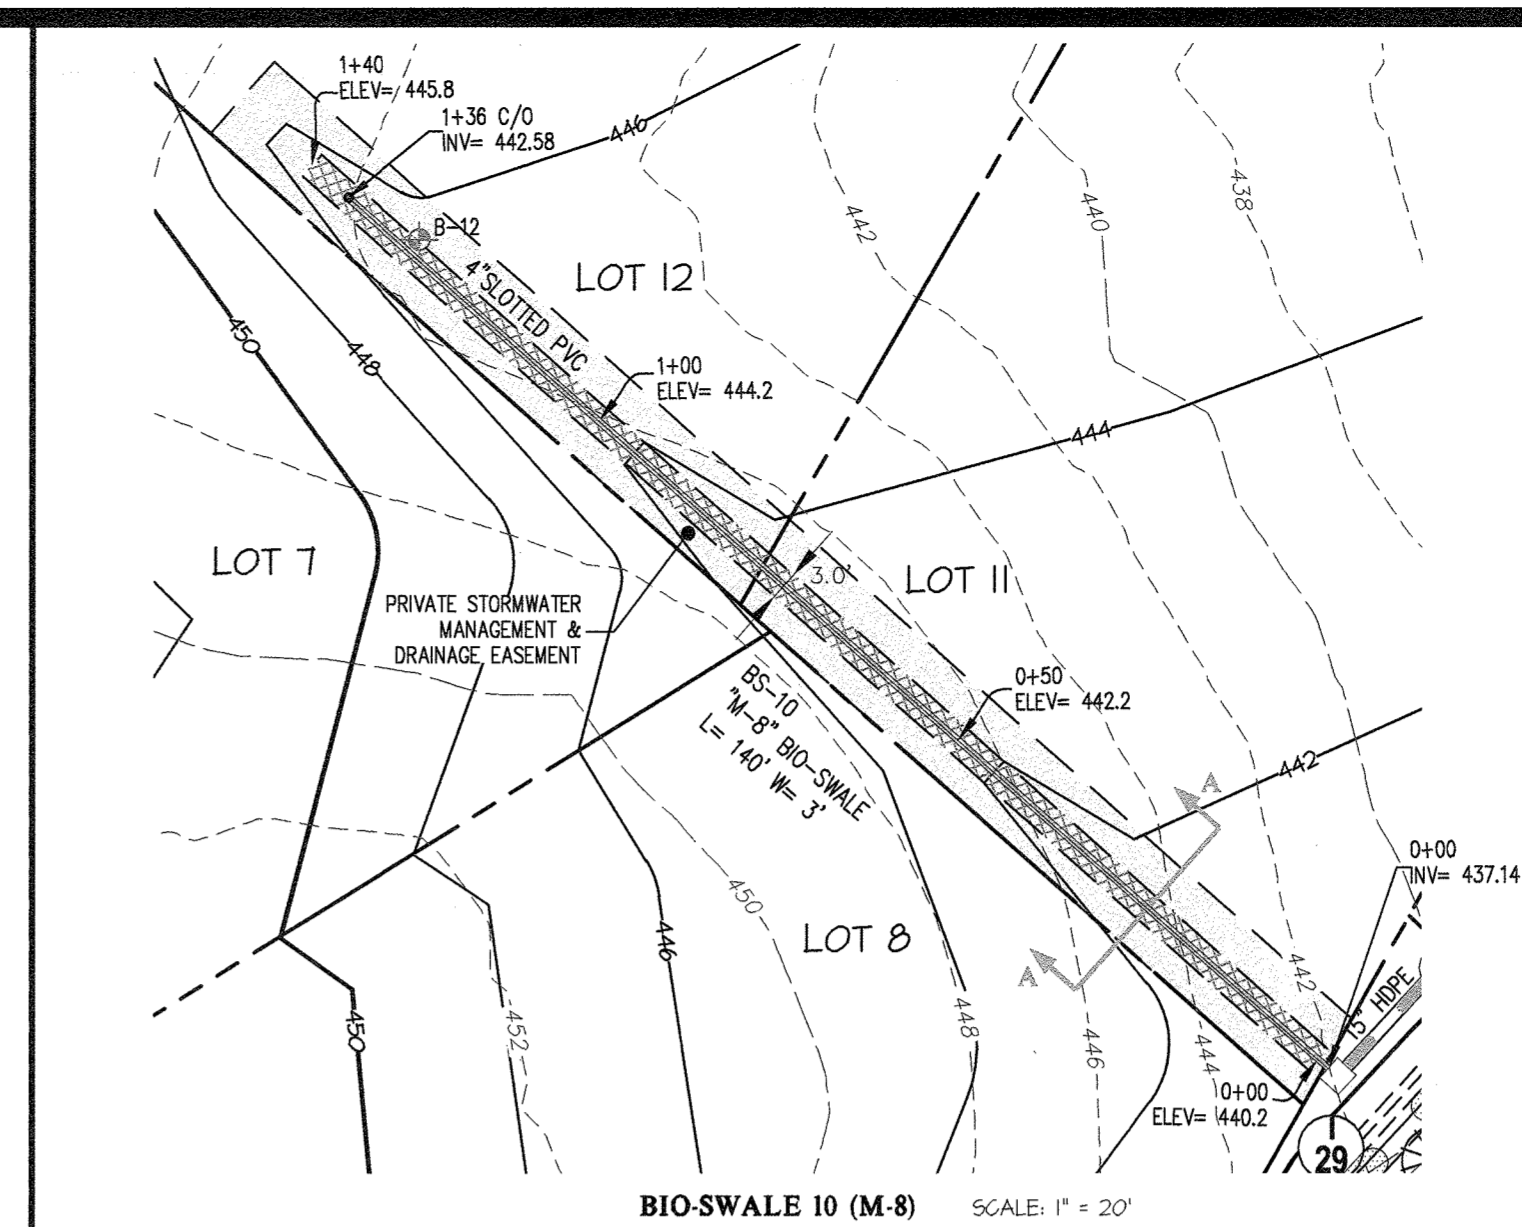 1+40
ELEV= 445.8
1+36 C/O
INV= 442.58
446
438
440
442
B-12
LOT 12
4" SLOTTED PVC
450
448
1+00
ELEV= 444.2
444
LOT 7
3.0'
LOT 11
PRIVATE STORMWATER
MANAGEMENT &
DRAINAGE EASEMENT
BS-10
"M-8" BIO-SWALE
L= 140' W= 3'
0+50
ELEV= 442.2
442
A
0+00
INV= 437.14
450
LOT 8
446
A
442
15" HDPE
450
452
448
446
444
0+00
ELEV= 440.2
29
BIO-SWALE 10 (M-8)
SCALE: 1" = 20'